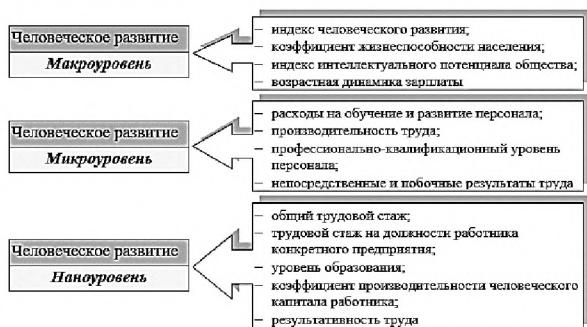 Человеческое развитие
Макроуровень
– индекс человеческого развития;
– коэффициент жизнеспособности населения;
– индекс интеллектуального потенциала общества;
– возрастная динамика зарплаты
Человеческое развитие
Микроуровень
– расходы на обучение и развитие персонала;
– производительность труда;
– профессионально-квалификационный уровень
персонала;
– непосредственные и побочные результаты труда
Человеческое развитие
Наноуровень
– общий трудовой стаж;
– трудовой стаж на должности работника
конкретного предприятия;
– уровень образования;
– коэффициент производительности человеческого
капитала работника;
– результативность труда